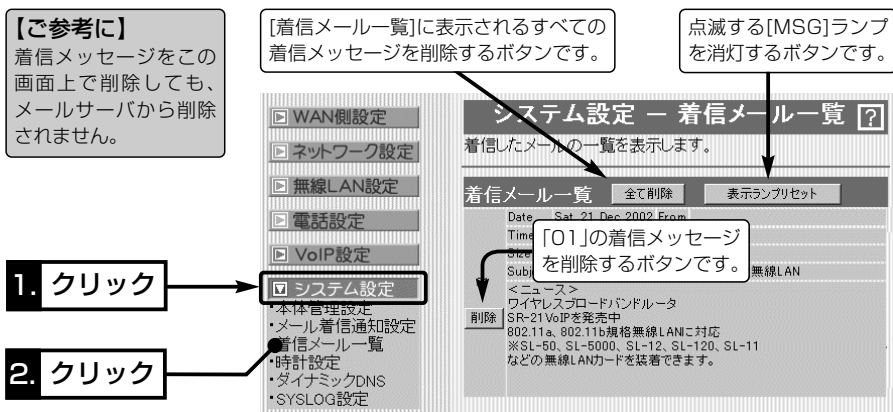 【ご参考に】
着信メッセージをこの
画面上で削除しても、
メールサーバから削除
されません。
[着信メール一覧]に表示されるすべての
着信メッセージを削除するボタンです。
点滅する[MSG]ランプ
を消灯するボタンです。
WAN側設定
ネットワーク設定
無線LAN設定
電話設定
VoIP設定
システム設定
・本体管理設定
・メール着信通知設定
着信メール一覧
・時計設定
・ダイナミックDNS
・SYSLOG設定
1. クリック
2. クリック
システム設定 − 着信メール一覧 ?
着信したメールの一覧を表示します。
着信メール一覧 全て削除 表示ランプリセット
Date Sat, 21 Dec 2002 From
Time
Size
Subj 無線LAN
「01」の着信メッセージ
を削除するボタンです。
削除
＜ニュース＞
ワイヤレスブロードバンドルータ
SR-21VoIPを発売中
802.11a、802.11b規格無線LANに対応
※SL-50、SL-5000、SL-12、SL-120、SL-11
などの無線LANカードを装着できます。